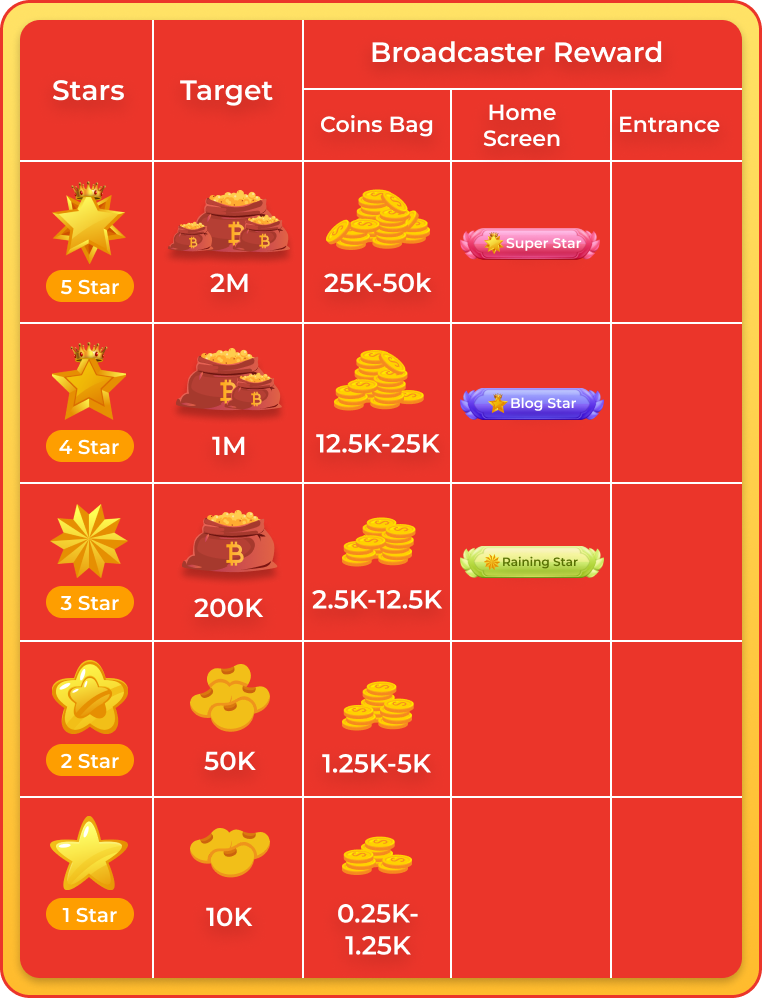 Stars
Target
Broadcaster Reward
Coins Bag
Home
Screen
Entrance
5 Star
2M
25K-50k
Super Star
4 Star
1M
12.5K-25K
Blog Star
3 Star
200K
2.5K-12.5K
Raining Star
2 Star
50K
1.25K-5K
1 Star
10K
0.25K-
1.25K